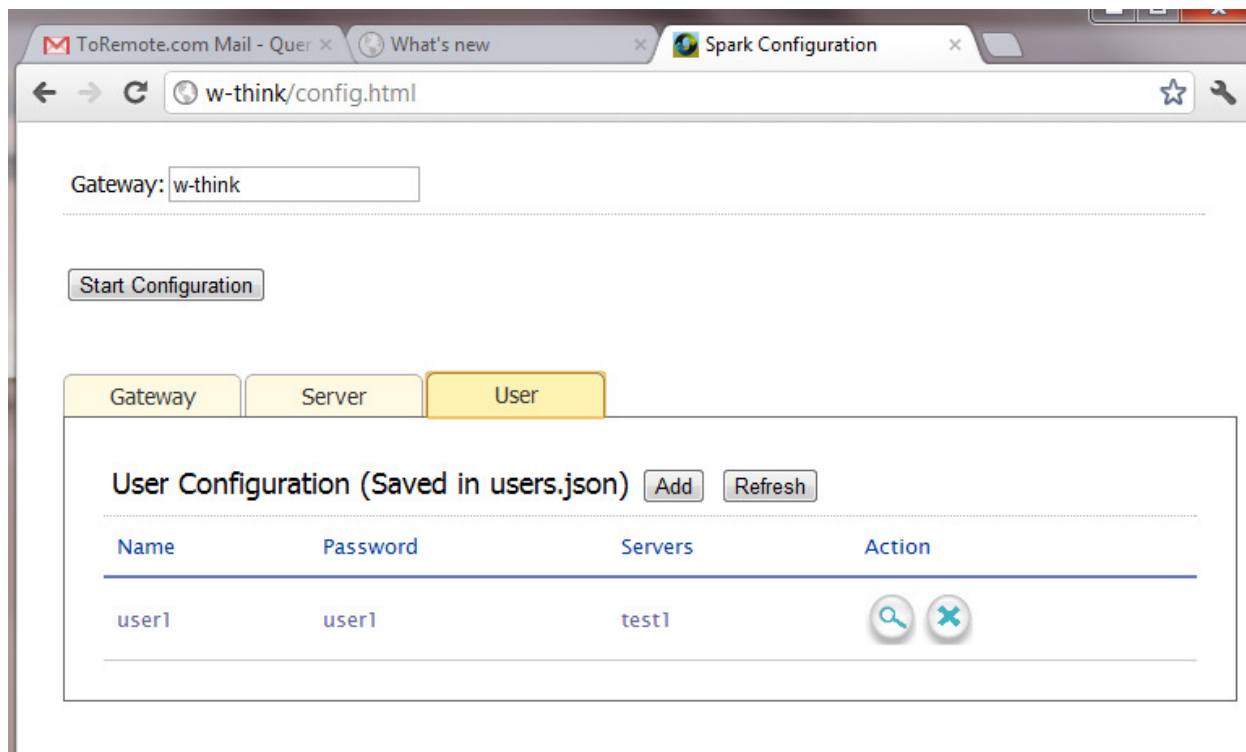 ToRemote.com Mail - Quer
What's new
Spark Configuration
w-think/config.html
Gateway: w-think
Start Configuration
Gateway Server User
User Configuration (Saved in users.json) Add Refresh
Name Password Servers Action
user1 user1 test1